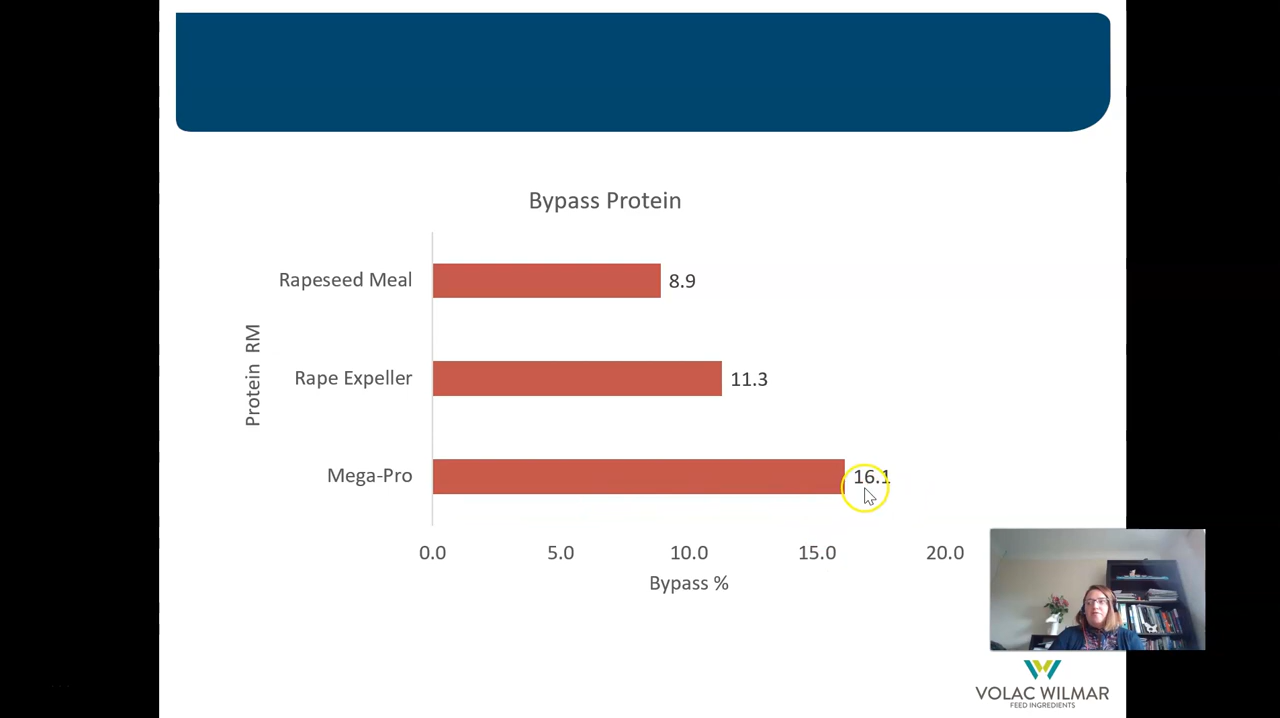 Bypass Protein
Rapeseed Meal
8.9
Rape Expeller
11.3
Mega-Pro
16.1
Protein RM
0.0 5.0 10.0 15.0 20.0
Bypass %
VOLAC WILMAR
FEED INGREDIENTS